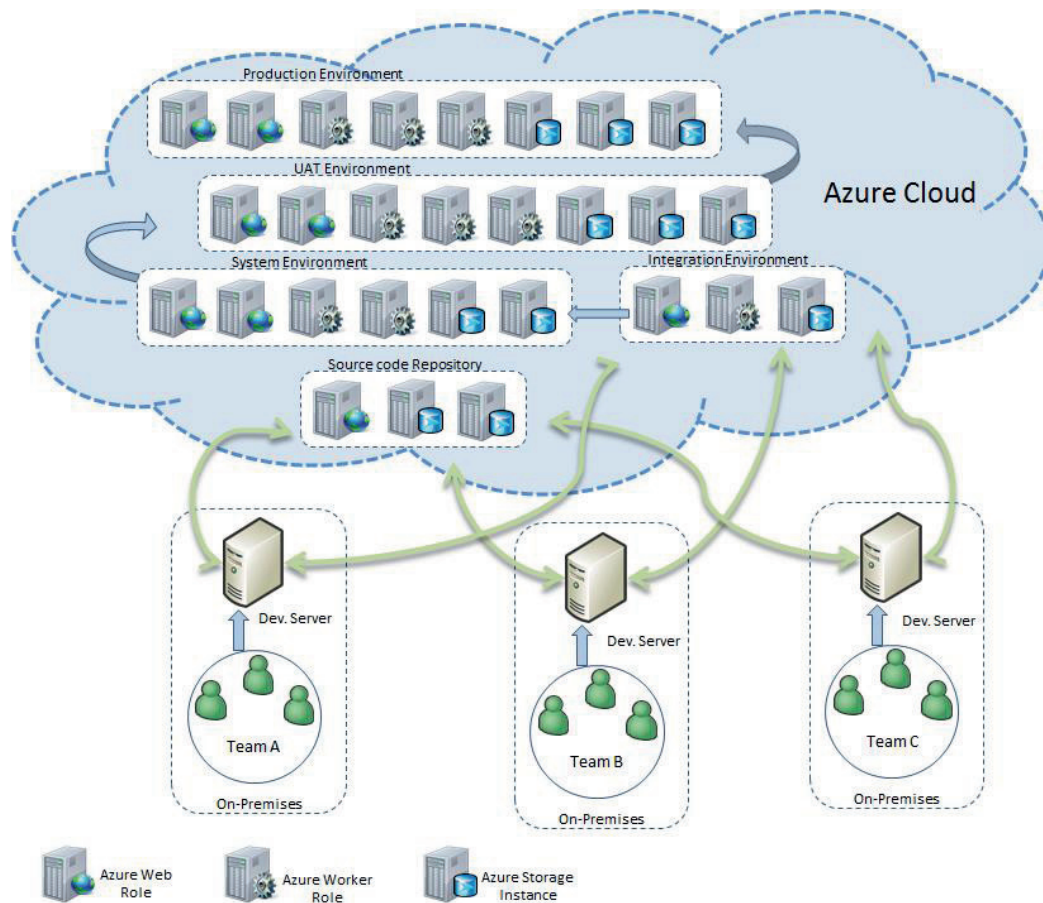 Production Environment
UAT Environment
Azure Cloud
System Environment
Integration Environment
Source code Repository
Dev. Server
Dev. Server
Dev. Server
Team A
Team B
Team C
On-Premises
On-Premises
On-Premises
Azure Web
Role
Azure Worker
Role
Azure Storage
Instance